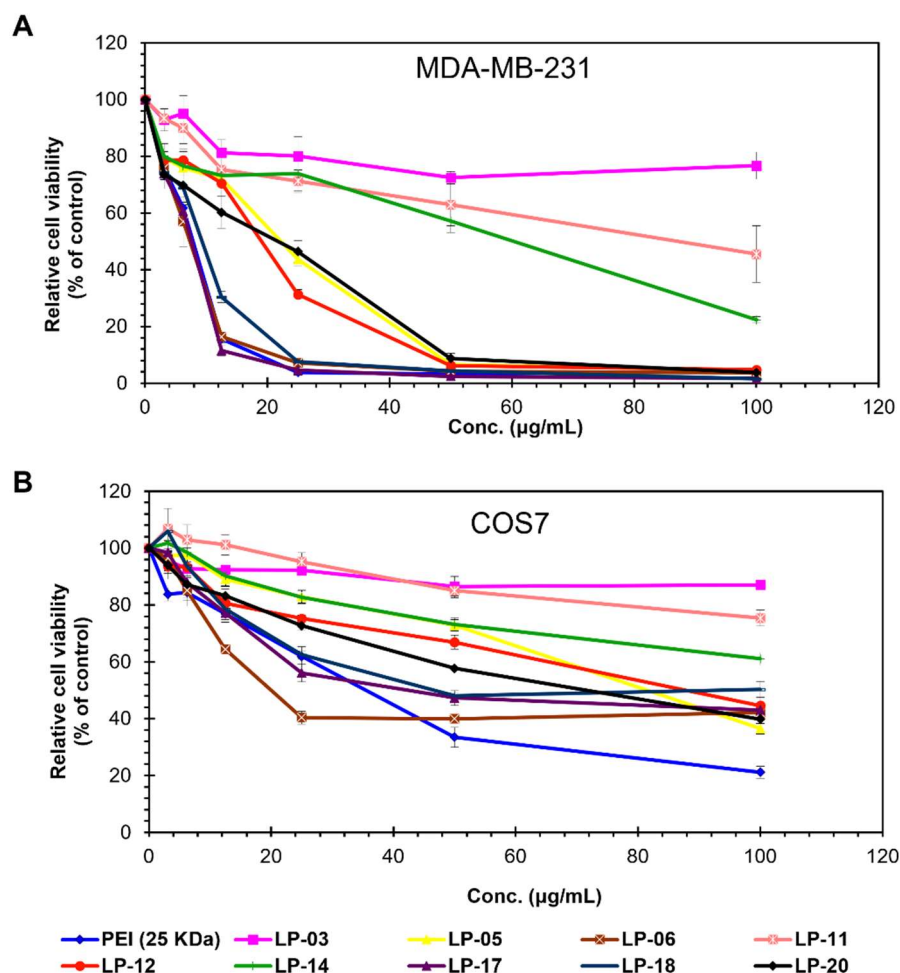 A
MDA-MB-231
120
100
80
60
40
20
0
Relative cell viability
(% of control)
0 20 40 60 80 100 120
Conc. (µg/mL)
B
COS7
120
100
80
60
40
20
0
Relative cell viability
(% of control)
0 20 40 60 80 100 120
Conc. (µg/mL)
PEI (25 KDa) LP-03 LP-05 LP-06 LP-11
LP-12 LP-14 LP-17 LP-18 LP-20